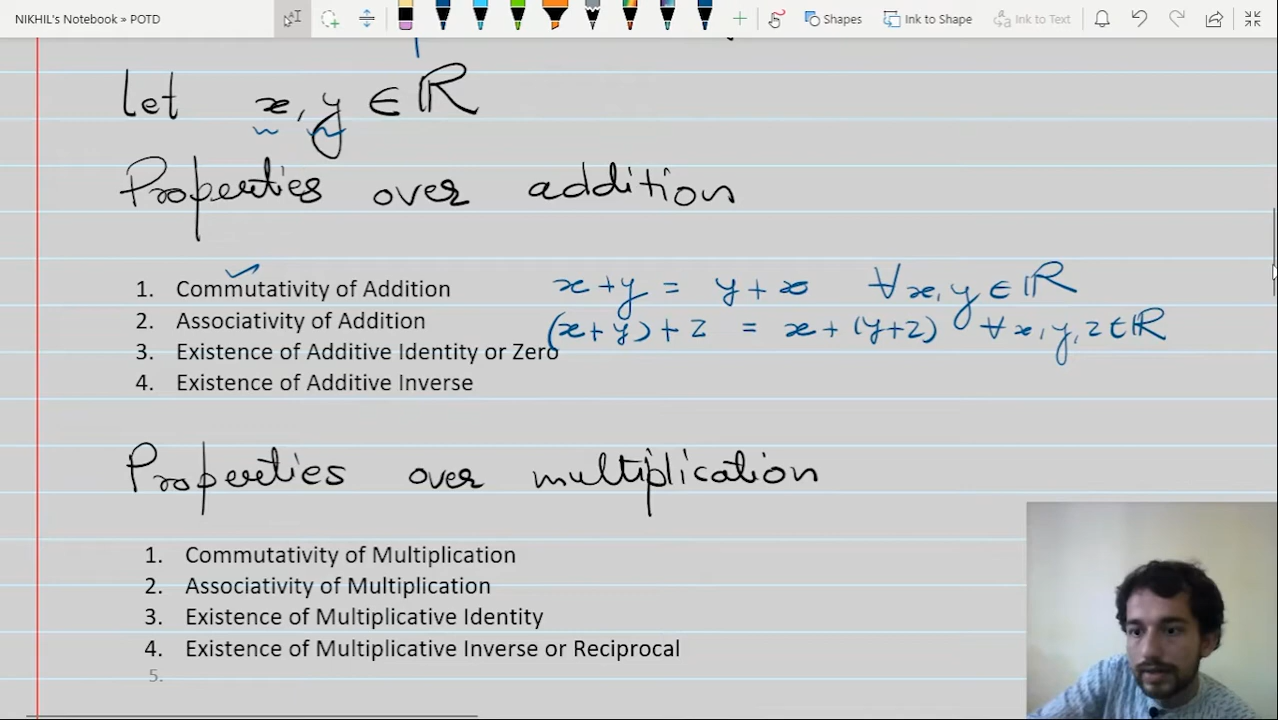 NIKHIL's Notebook » POTD
Shapes Ink to Shape Ink to Text
Let x, y ∈ ℝ
Properties over addition
1. Commutativity of Addition x+y = y+x ∀ x, y ∈ ℝ
2. Associativity of Addition (x+y)+z = x+(y+z) ∀ x, y, z ∈ ℝ
3. Existence of Additive Identity or Zero
4. Existence of Additive Inverse
Properties over multiplication
1. Commutativity of Multiplication
2. Associativity of Multiplication
3. Existence of Multiplicative Identity
4. Existence of Multiplicative Inverse or Reciprocal
5.